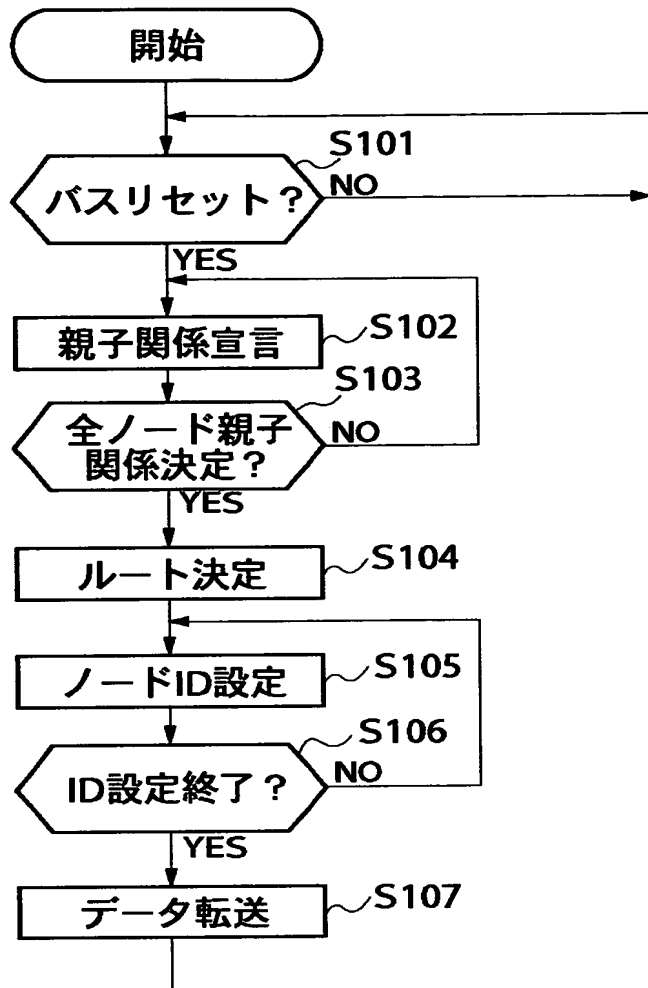 開始
S101
バスリセット?
NO
YES
親子関係宣言
S102
S103
全ノード親子
関係決定?
NO
YES
ルート決定
S104
ノードID設定
S105
S106
ID設定終了?
NO
YES
データ転送
S107